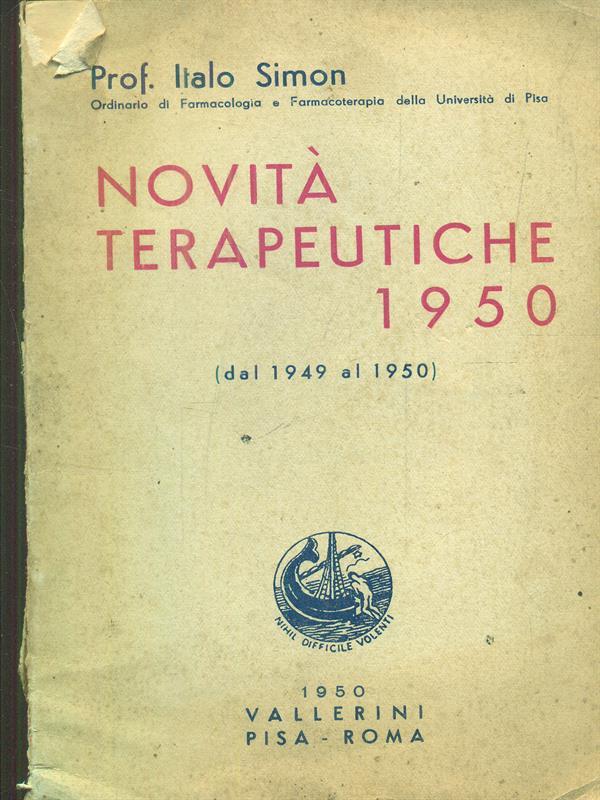 Prof. Italo Simon
Ordinario di Farmacologia e Farmacoterapia della Università di Pisa
NOVITÀ
TERAPEUTICHE
1950
(dal 1949 al 1950)
NIHIL DIFFICILE VOLENTI
1950
VALLERINI
PISA - ROMA